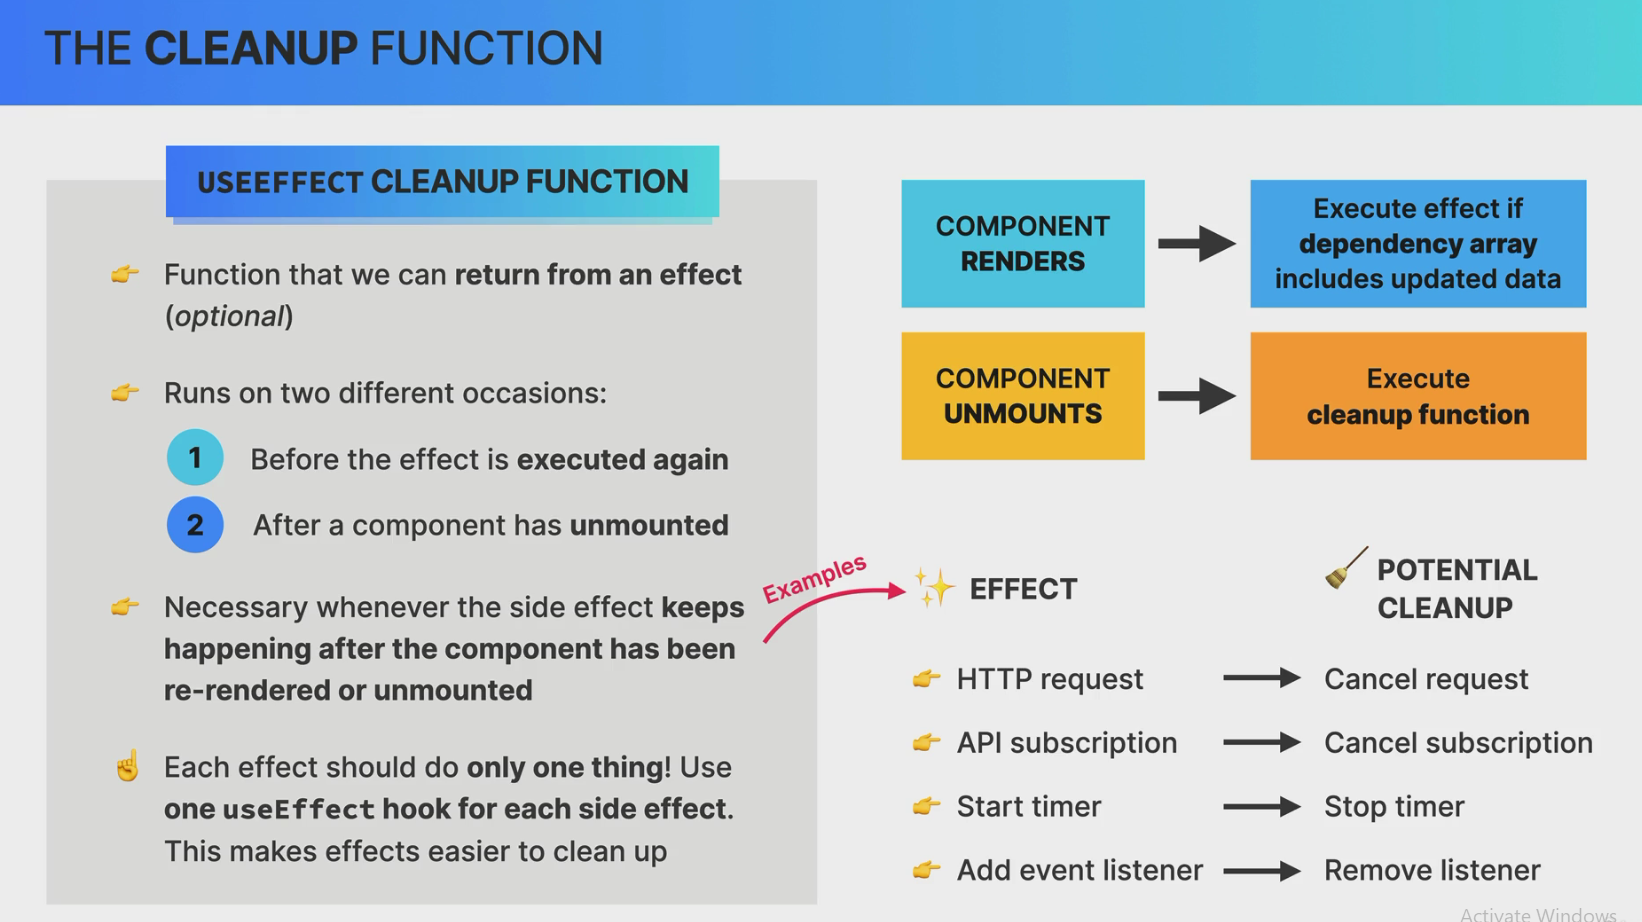 THE CLEANUP FUNCTION
USEEFFECT CLEANUP FUNCTION
Function that we can return from an effect
(optional)
Runs on two different occasions:
1 Before the effect is executed again
2 After a component has unmounted
Necessary whenever the side effect keeps
happening after the component has been
re-rendered or unmounted
Each effect should do only one thing! Use
one useEffect hook for each side effect.
This makes effects easier to clean up
COMPONENT
RENDERS
Execute effect if
dependency array
includes updated data
COMPONENT
UNMOUNTS
Execute
cleanup function
Examples
EFFECT
POTENTIAL
CLEANUP
HTTP request
Cancel request
API subscription
Cancel subscription
Start timer
Stop timer
Add event listener
Remove listener
Activate Windows